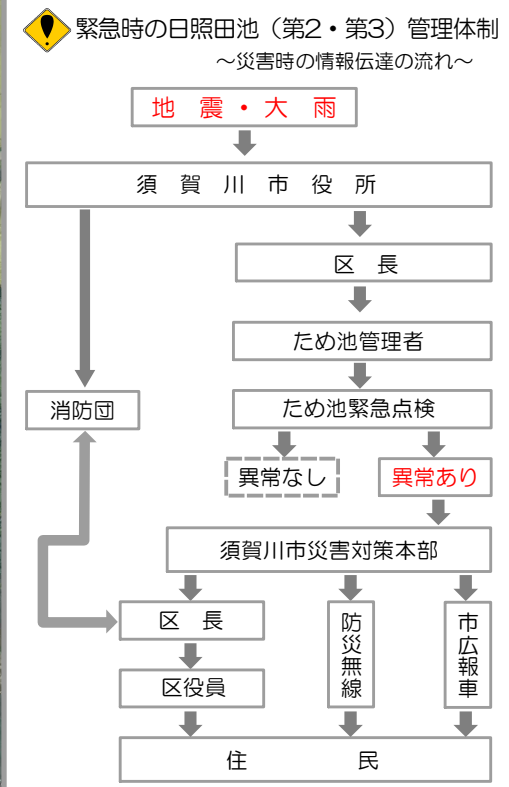 緊急時の日照田池（第2・第3）管理体制
～災害時の情報伝達の流れ～
地 震・大 雨
須 賀 川 市 役 所
区 長
ため池管理者
消防団
ため池緊急点検
異常なし
異常あり
須賀川市災害対策本部
区 長
防災無線
市広報車
区役員
住 民